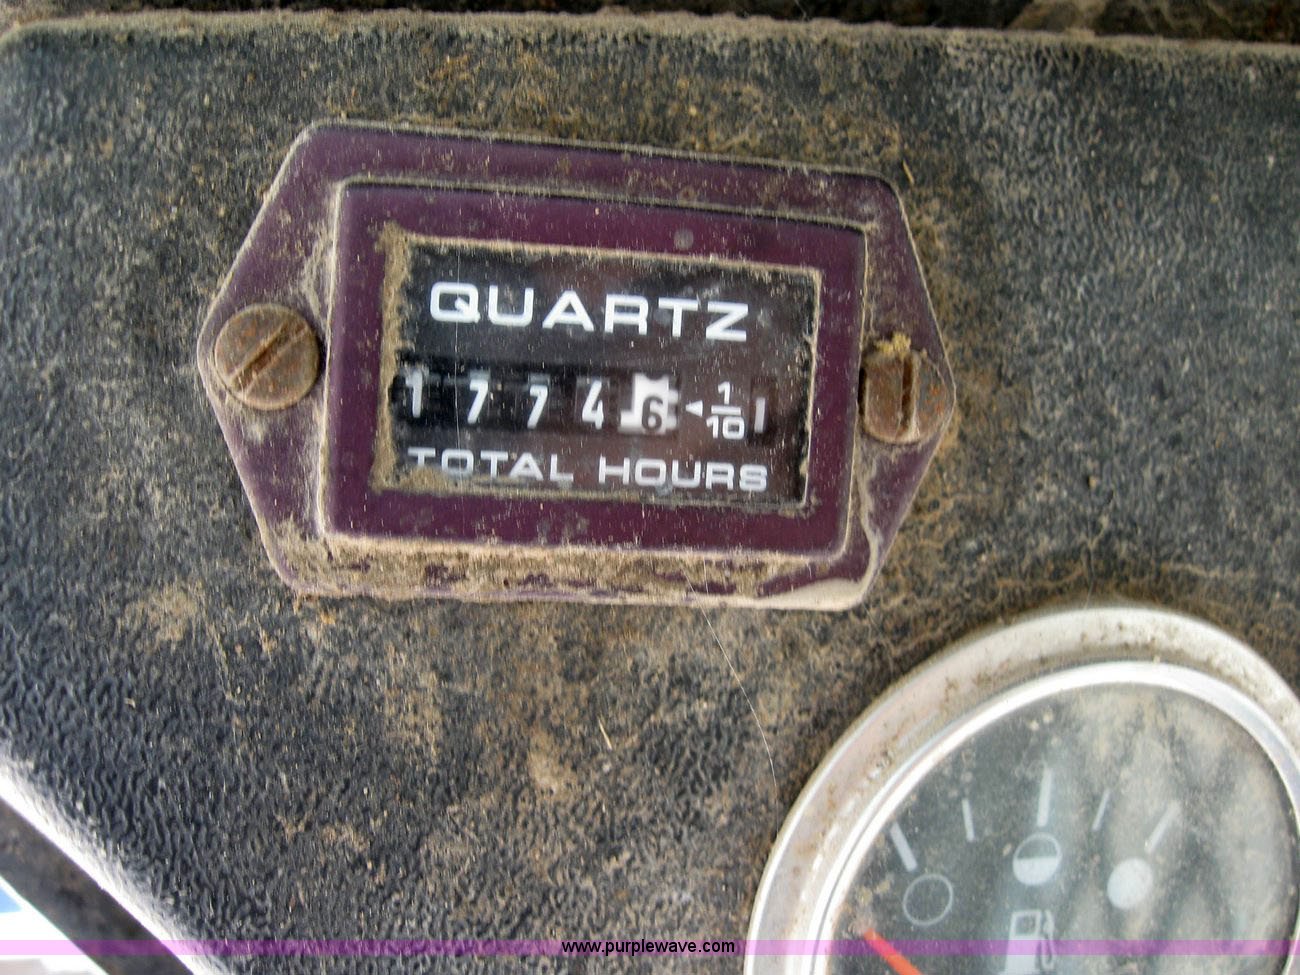 QUARTZ
1 7 7 4 6 1/10
TOTAL HOURS
www.purplewave.com